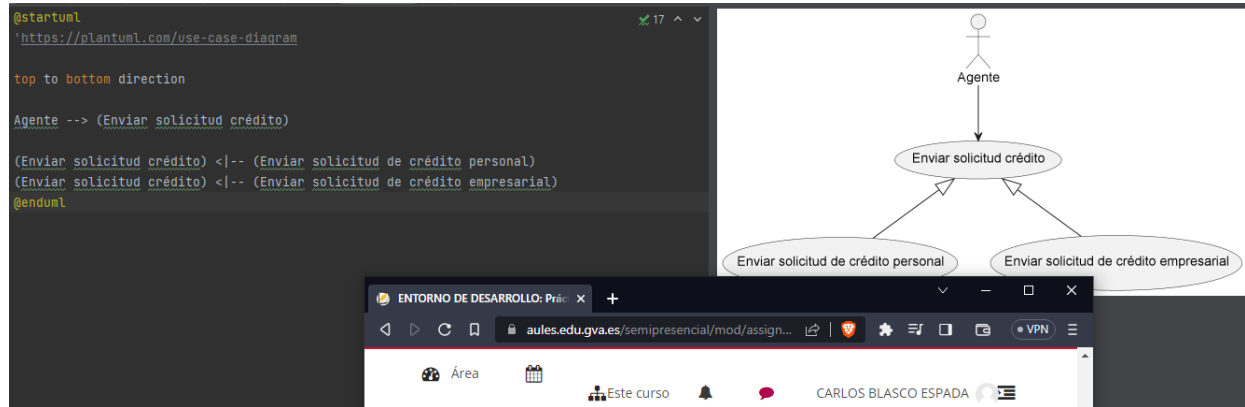 @startuml
17
'https://plantuml.com/use-case-diagram
top to bottom direction
Agente --> (Enviar solicitud crédito)
(Enviar solicitud crédito) <|-- (Enviar solicitud de crédito personal)
(Enviar solicitud crédito) <|-- (Enviar solicitud de crédito empresarial)
@enduml
Agente
Enviar solicitud crédito
Enviar solicitud de crédito personal
Enviar solicitud de crédito empresarial
ENTORNO DE DESARROLLO: Prác
aules.edu.gva.es/semipresencial/mod/assign...
VPN
Área
Este curso
CARLOS BLASCO ESPADA